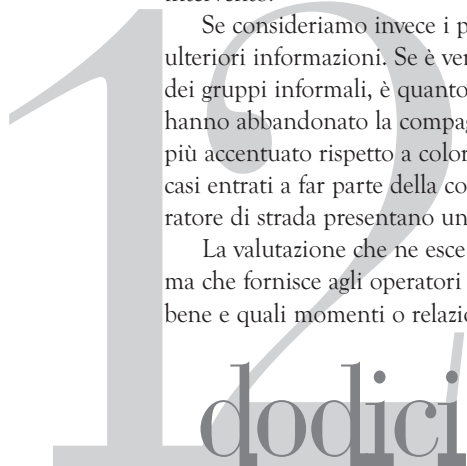 Se consideriamo invece i p
ulteriori informazioni. Se è ver
dei gruppi informali, è quanto
hanno abbandonato la compag
più accentuato rispetto a color
casi entrati a far parte della co
ratore di strada presentano un
La valutazione che ne esce
ma che fornisce agli operatori
bene e quali momenti o relazio
12
dodici